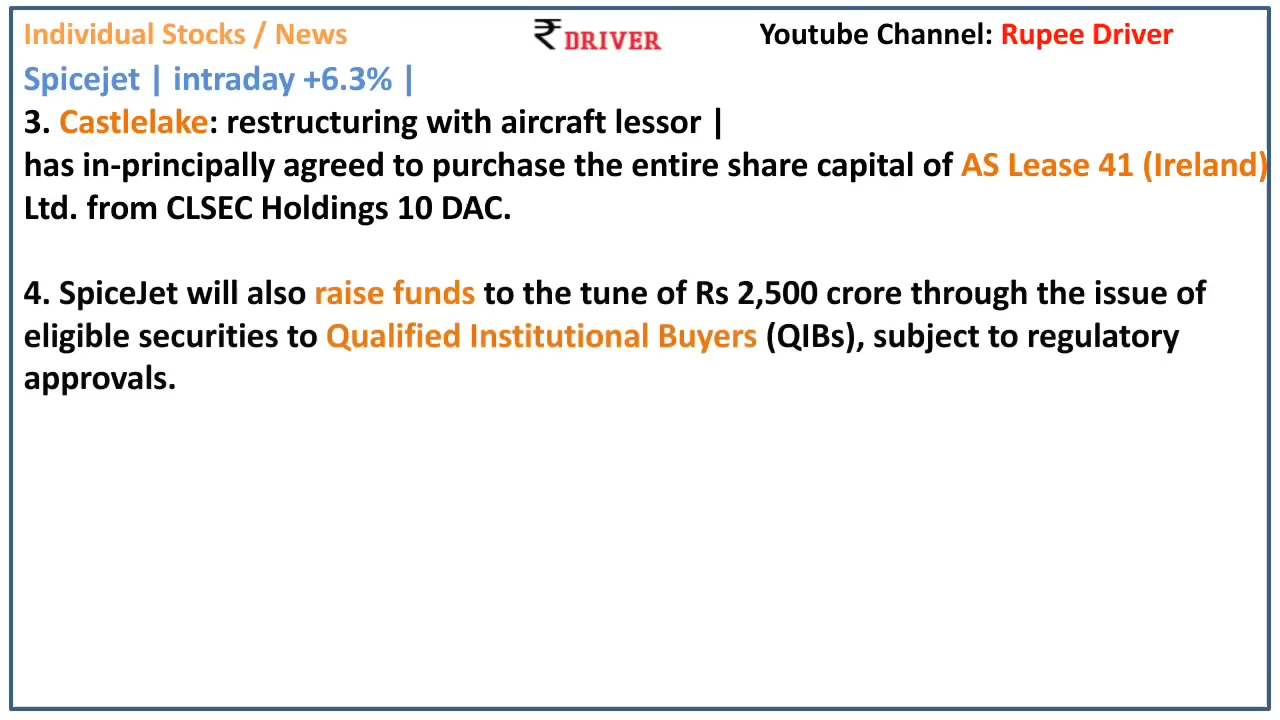 Individual Stocks / News
₹ DRIVER
Youtube Channel: Rupee Driver
Spicejet | intraday +6.3% |
3. Castlelake: restructuring with aircraft lessor |
has in-principally agreed to purchase the entire share capital of AS Lease 41 (Ireland)
Ltd. from CLSEC Holdings 10 DAC.
4. SpiceJet will also raise funds to the tune of Rs 2,500 crore through the issue of
eligible securities to Qualified Institutional Buyers (QIBs), subject to regulatory
approvals.